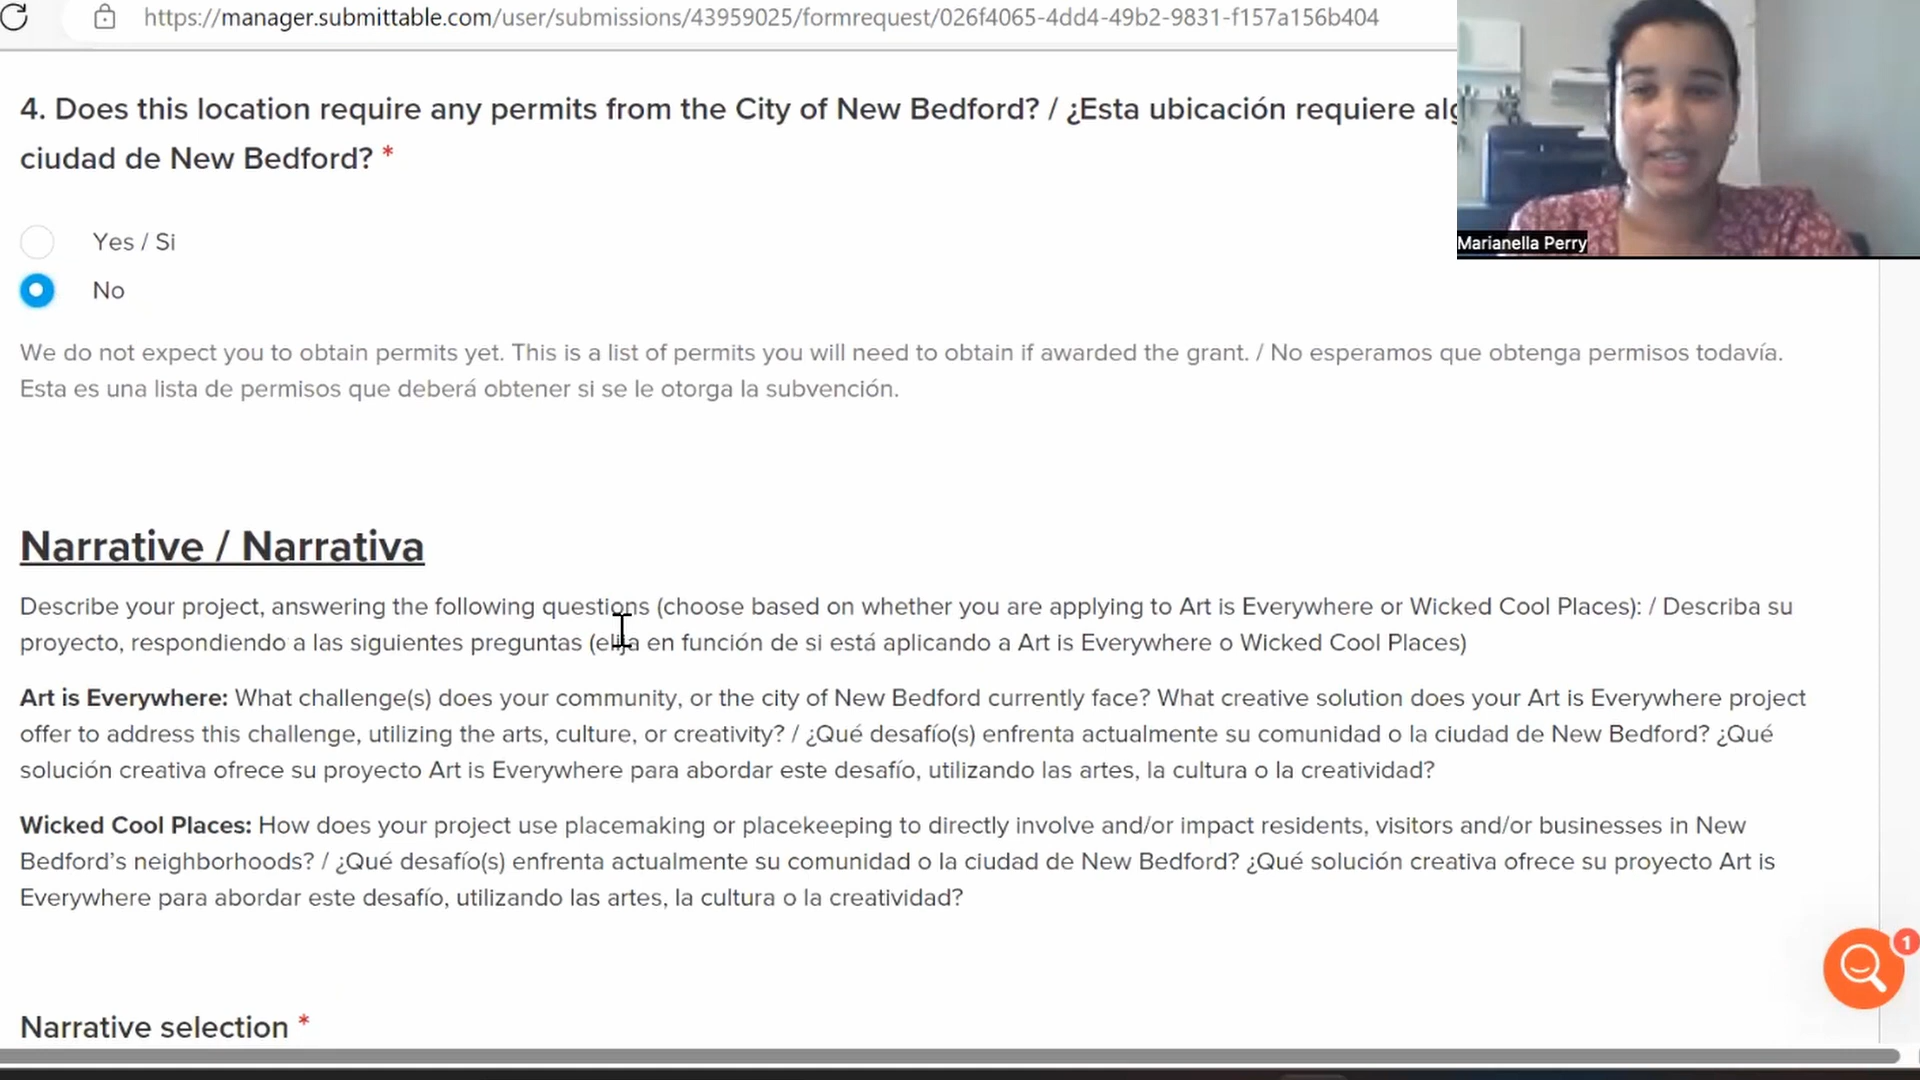 https://manager.submittable.com/user/submissions/43959025/formrequest/026f4065-4dd4-49b2-9831-f157a156b404
4. Does this location require any permits from the City of New Bedford? / ¿Esta ubicación requiere
ciudad de New Bedford? *
Marianella Perry
Yes / Si
No
We do not expect you to obtain permits yet. This is a list of permits you will need to obtain if awarded the grant. / No esperamos que obtenga permisos todavía.
Esta es una lista de permisos que deberá obtener si se le otorga la subvención.
Narrative / Narrativa
Describe your project, answering the following questions (choose based on whether you are applying to Art is Everywhere or Wicked Cool Places): / Describa su
proyecto, respondiendo a las siguientes preguntas (elija en función de si está aplicando a Art is Everywhere o Wicked Cool Places)
Art is Everywhere: What challenge(s) does your community, or the city of New Bedford currently face? What creative solution does your Art is Everywhere project
offer to address this challenge, utilizing the arts, culture, or creativity? / ¿Qué desafío(s) enfrenta actualmente su comunidad o la ciudad de New Bedford? ¿Qué
solución creativa ofrece su proyecto Art is Everywhere para abordar este desafío, utilizando las artes, la cultura o la creatividad?
Wicked Cool Places: How does your project use placemaking or placekeeping to directly involve and/or impact residents, visitors and/or businesses in New
Bedford’s neighborhoods? / ¿Qué desafío(s) enfrenta actualmente su comunidad o la ciudad de New Bedford? ¿Qué solución creativa ofrece su proyecto Art is
Everywhere para abordar este desafío, utilizando las artes, la cultura o la creatividad?
1
Narrative selection *